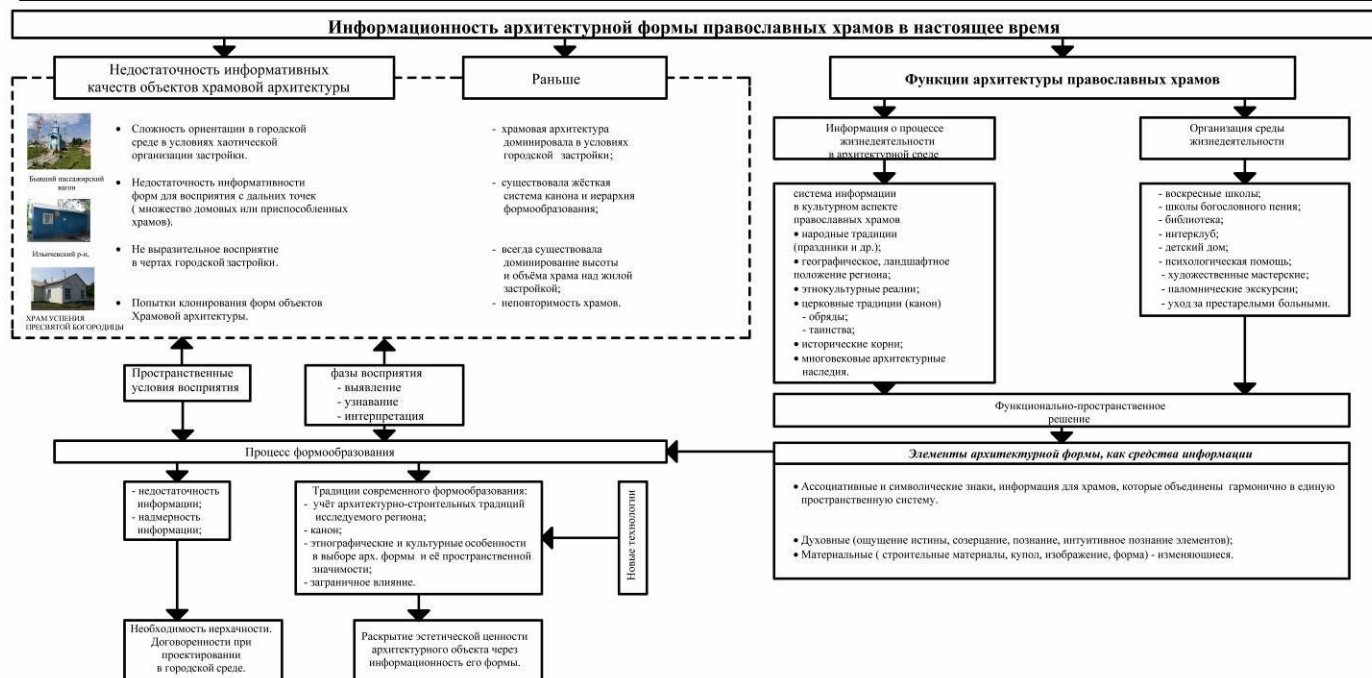 Информационность архитектурной формы православных храмов в настоящее время
Недостаточность информативных
качеств объектов храмовой архитектуры
Раньше
Функции архитектуры православных храмов
Бывший пассажирский
вагон
Ильичевский р-н,
ХРАМ УСПЕНИЯ
ПРЕСВЯТОЙ БОГОРОДИЦЫ
• Сложность ориентации в городской
среде в условиях хаотической
организации застройки.
• Недостаточность информативности
форм для восприятия с дальних точек
( множество домовых или приспособленных
храмов).
• Не выразительное восприятие
в чертах городской застройки.
• Попытки клонирования форм объектов
Храмовой архитектуры.
- храмовая архитектура
доминировала в условиях
городской застройки;
- существовала жёсткая
система канона и иерархия
формообразования;
- всегда существовала
доминирование высоты
и объёма храма над жилой
застройкой;
- неповторимость храмов.
Информация о процессе
жизнедеятельности
в архитектурной среде
Организация среды
жизнедеятельности
система информации
в культурном аспекте
православных храмов
• народные традиции
(праздники и др.);
• географическое, ландшафтное
положение региона;
• этнокультурные реалии;
• церковные традиции (канон)
- обряды;
- таинства;
• исторические корни;
• многовековые архитектурные
наследия.
- воскресные школы;
- школы богословного пения;
- библиотека;
- интерклуб;
- детский дом;
- психологическая помощь;
- художественные мастерские;
- паломнические экскурсии;
- уход за престарелыми больными.
Пространственные
условия восприятия
фазы восприятия
- выявление
- узнавание
- интерпретация
Функционально-пространственное
решение
Процесс формообразования
Элементы архитектурной формы, как средства информации
• Ассоциативные и символические знаки, информация для храмов, которые объединены гармонично в единую
пространственную систему.
• Духовные (ощущение истины, созерцание, познание, интуитивное познание элементов);
• Материальные ( строительные материалы, купол, изображение, форма) - изменяющиеся.
- недостаточность
информации;
- надмерность
информации;
Традиции современного формообразования:
- учёт архитектурно-строительных традиций
исследуемого региона;
- канон;
- этнографические и культурные особенности
в выборе арх. формы и её пространственной
значимости;
- заграничное влияние.
Новые технологии
Необходимость иерхачности.
Договоренности при
проектировании
в городской среде.
Раскрытие эстетической ценности
архитектурного объекта через
информационность его формы.